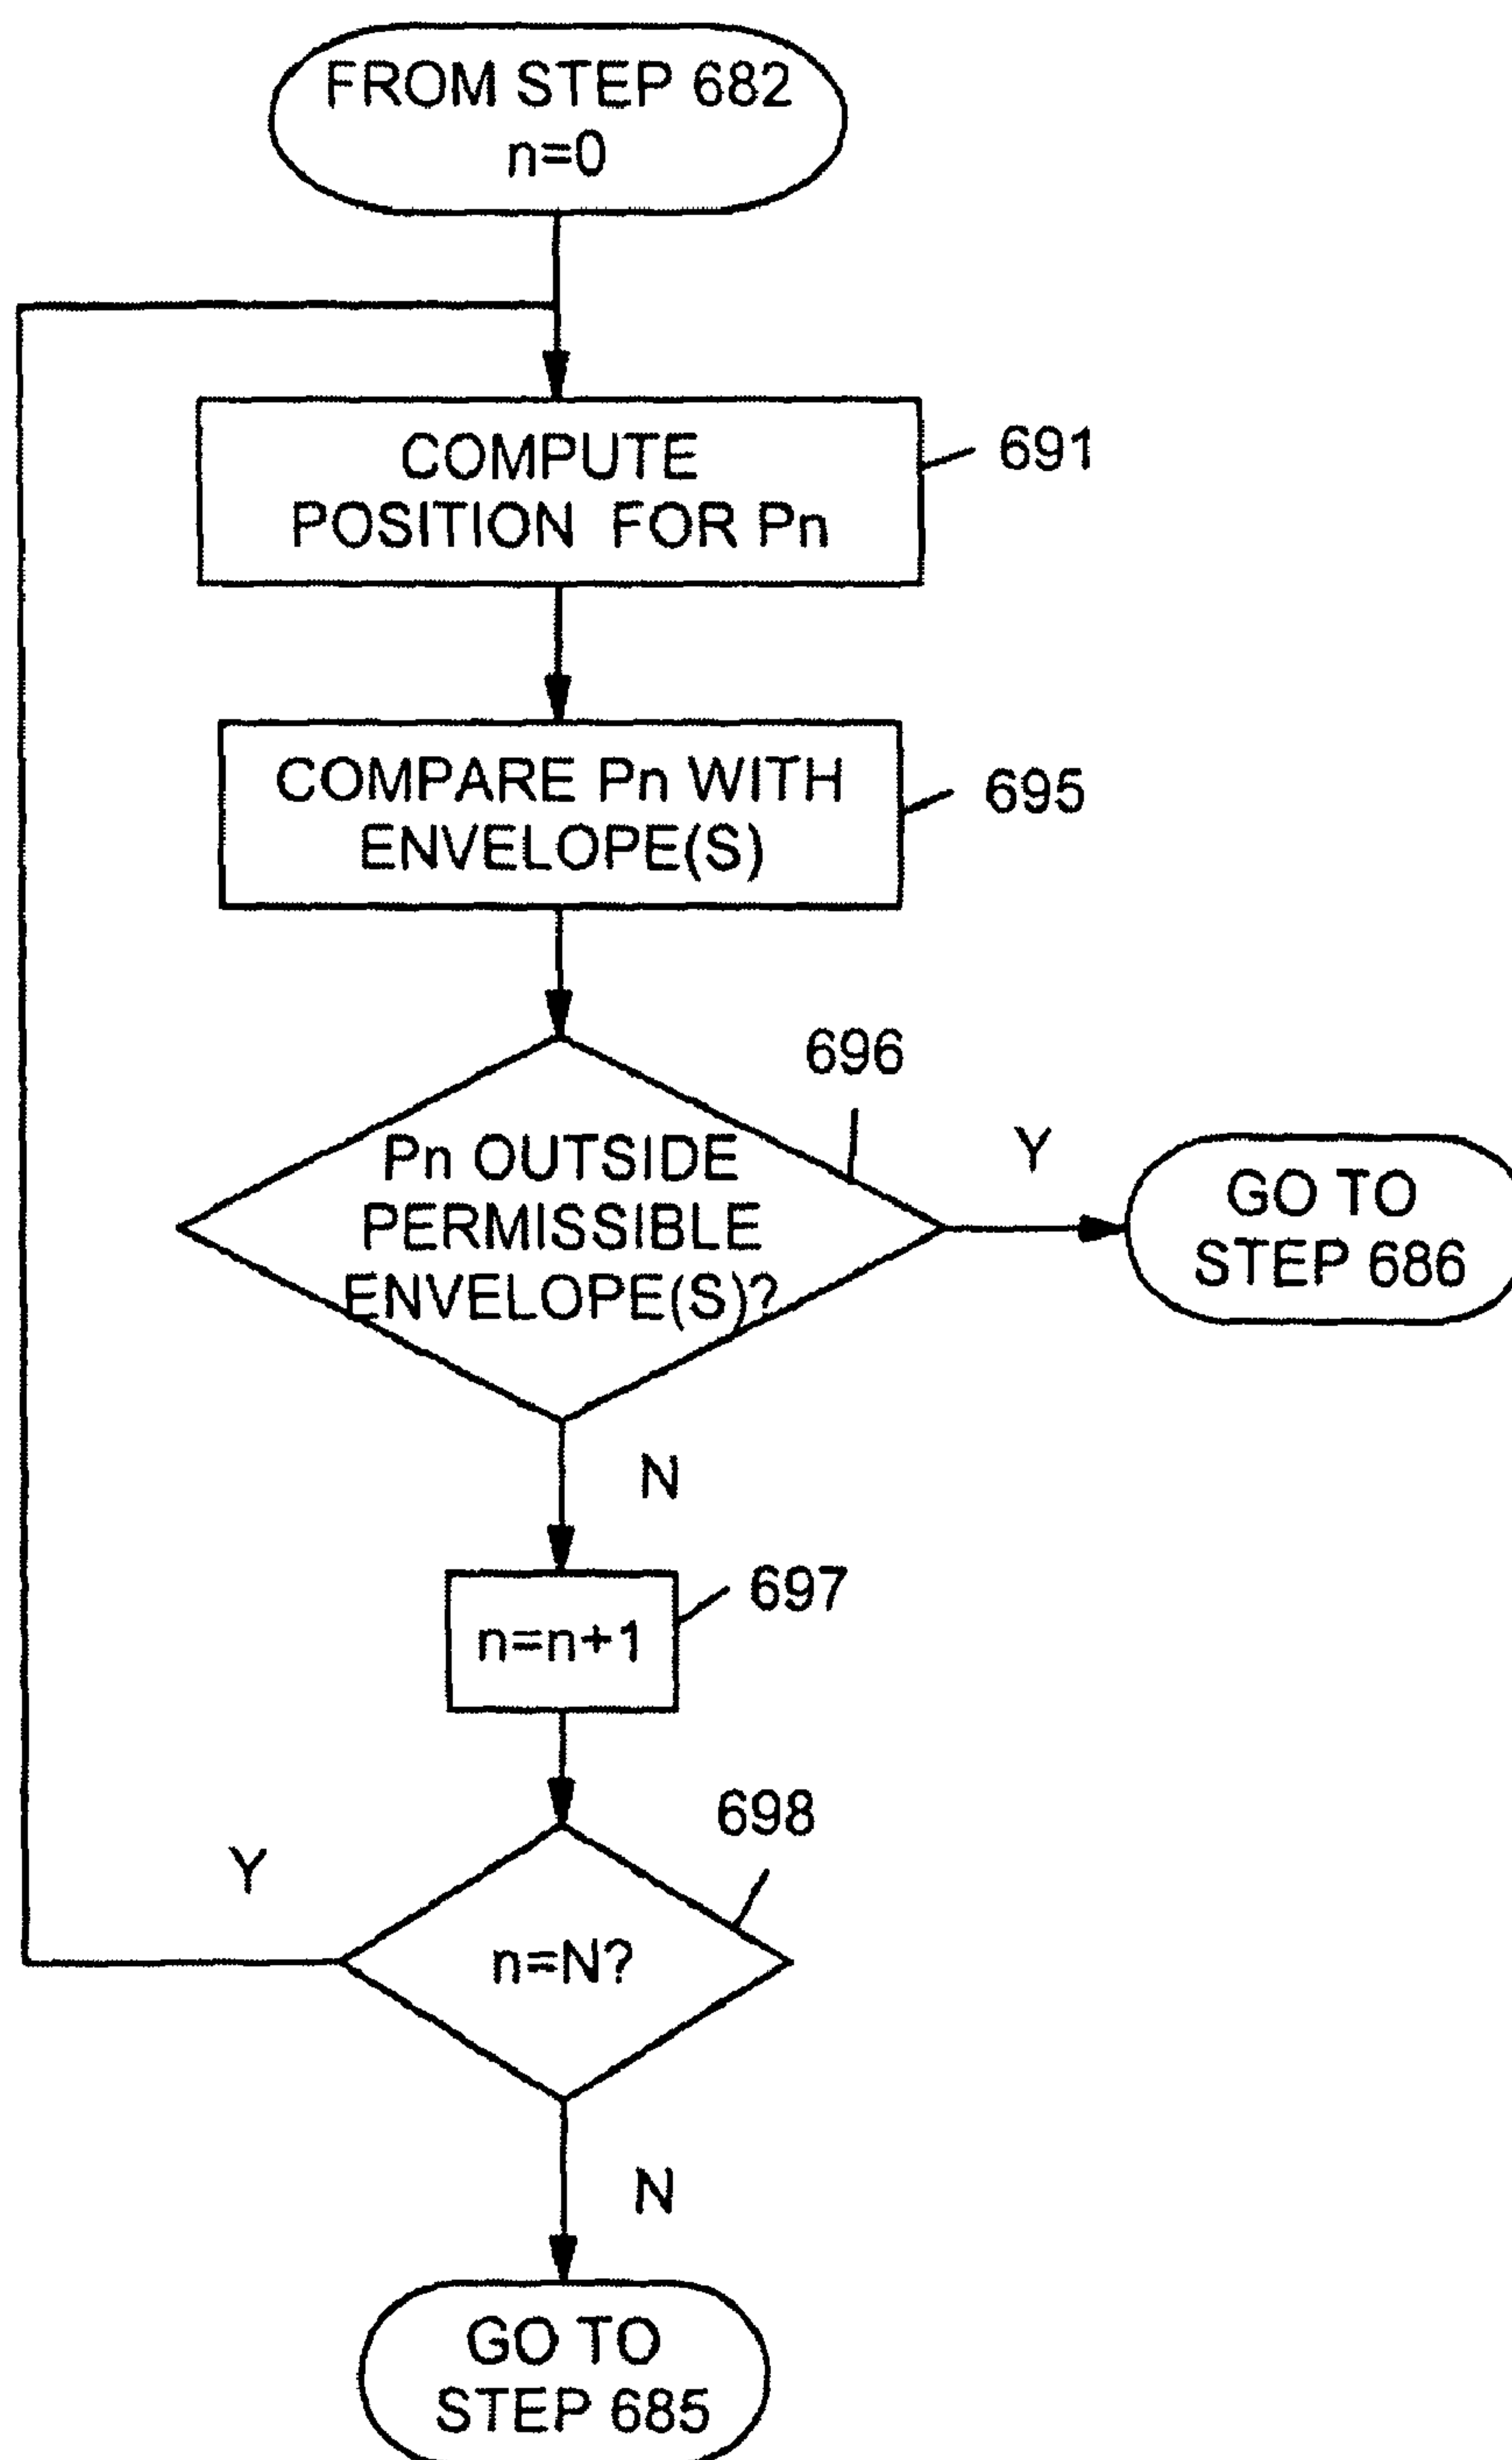 FROM STEP 682
n=0
COMPUTE
POSITION FOR Pn
691
COMPARE Pn WITH
ENVELOPE(S)
695
696
Pn OUTSIDE
PERMISSIBLE
ENVELOPE(S)?
Y
GO TO
STEP 686
N
697
n=n+1
698
Y
n=N?
N
GO TO
STEP 685